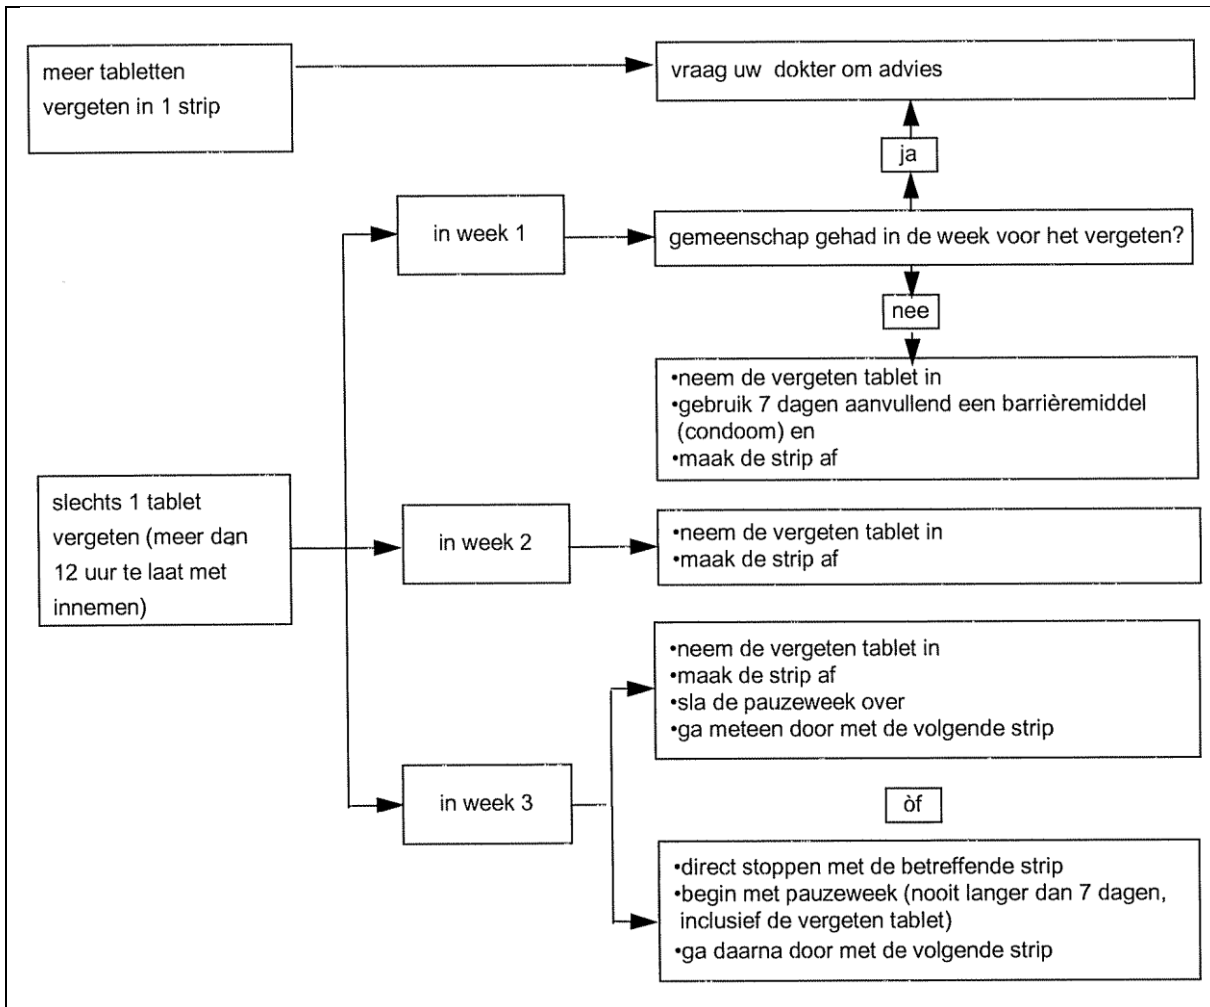 meer tabletten
vergeten in 1 strip
vraag uw dokter om advies
ja
in week 1
gemeenschap gehad in de week voor het vergeten?
nee
•neem de vergeten tablet in
•gebruik 7 dagen aanvullend een barrièremiddel
(condoom) en
•maak de strip af
slechts 1 tablet
vergeten (meer dan
12 uur te laat met
innemen)
in week 2
•neem de vergeten tablet in
•maak de strip af
•neem de vergeten tablet in
•maak de strip af
•sla de pauzeweek over
•ga meteen door met de volgende strip
in week 3
òf
•direct stoppen met de betreffende strip
•begin met pauzeweek (nooit langer dan 7 dagen,
inclusief de vergeten tablet)
•ga daarna door met de volgende strip